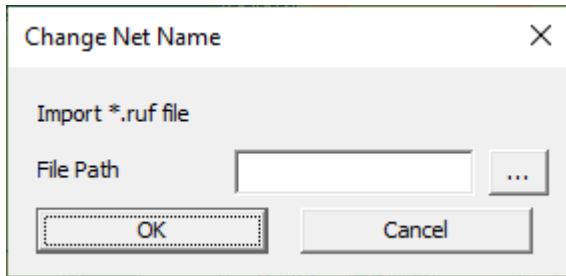 Change Net Name
Import *.ruf file
File Path
...
OK
Cancel